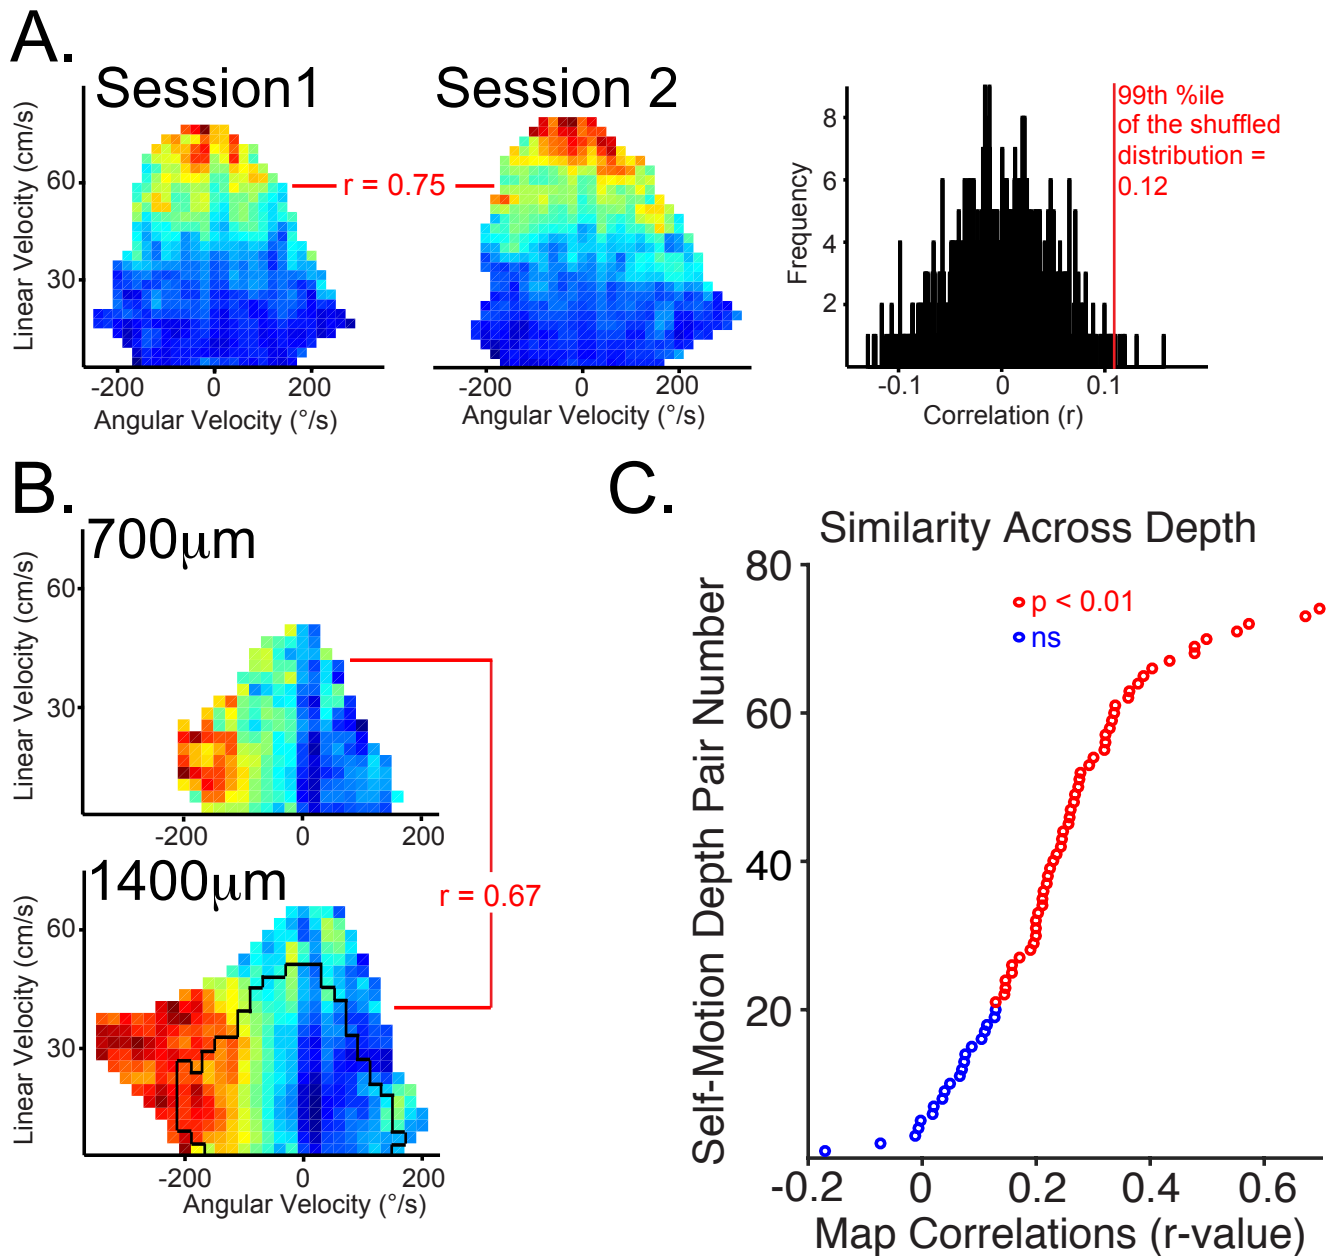 A.
Session1
Session 2
Linear Velocity (cm/s)
60
30
-200
0
200
Angular Velocity (°/s)
r = 0.75
-200
0
200
Angular Velocity (°/s)
Frequency
8
6
4
2
-0.1
0
0.1
Correlation (r)
99th %ile
of the shuffled
distribution =
0.12
B.
700μm
Linear Velocity (cm/s)
60
30
-200
0
200
r = 0.67
1400μm
Linear Velocity (cm/s)
60
30
-200
0
200
Angular Velocity (°/s)
C.
Similarity Across Depth
Self-Motion Depth Pair Number
80
60
40
20
p < 0.01
ns
-0.2
0
0.2
0.4
0.6
Map Correlations (r-value)